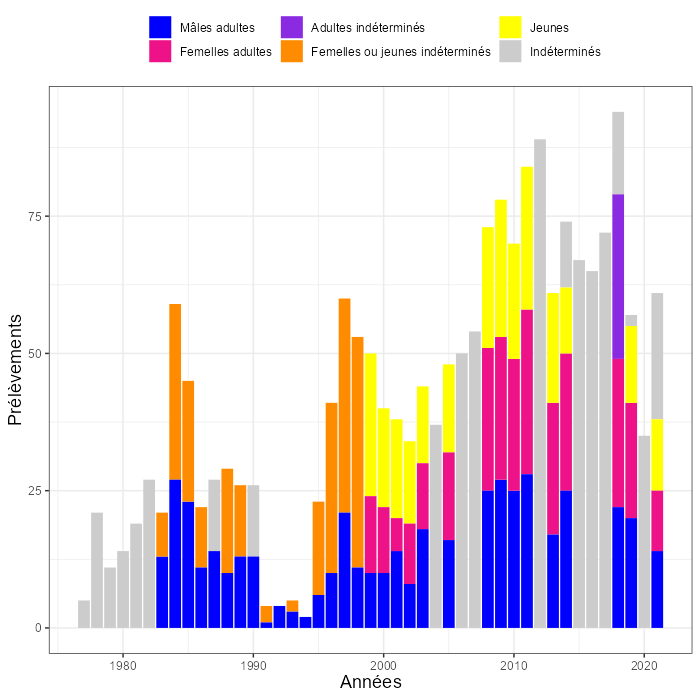 Mâles adultes Adultes indéterminés Jeunes
Femelles adultes Femelles ou jeunes indéterminés Indéterminés
75
50
25
0
Prélèvements
1980 1990 2000 2010 2020
Années